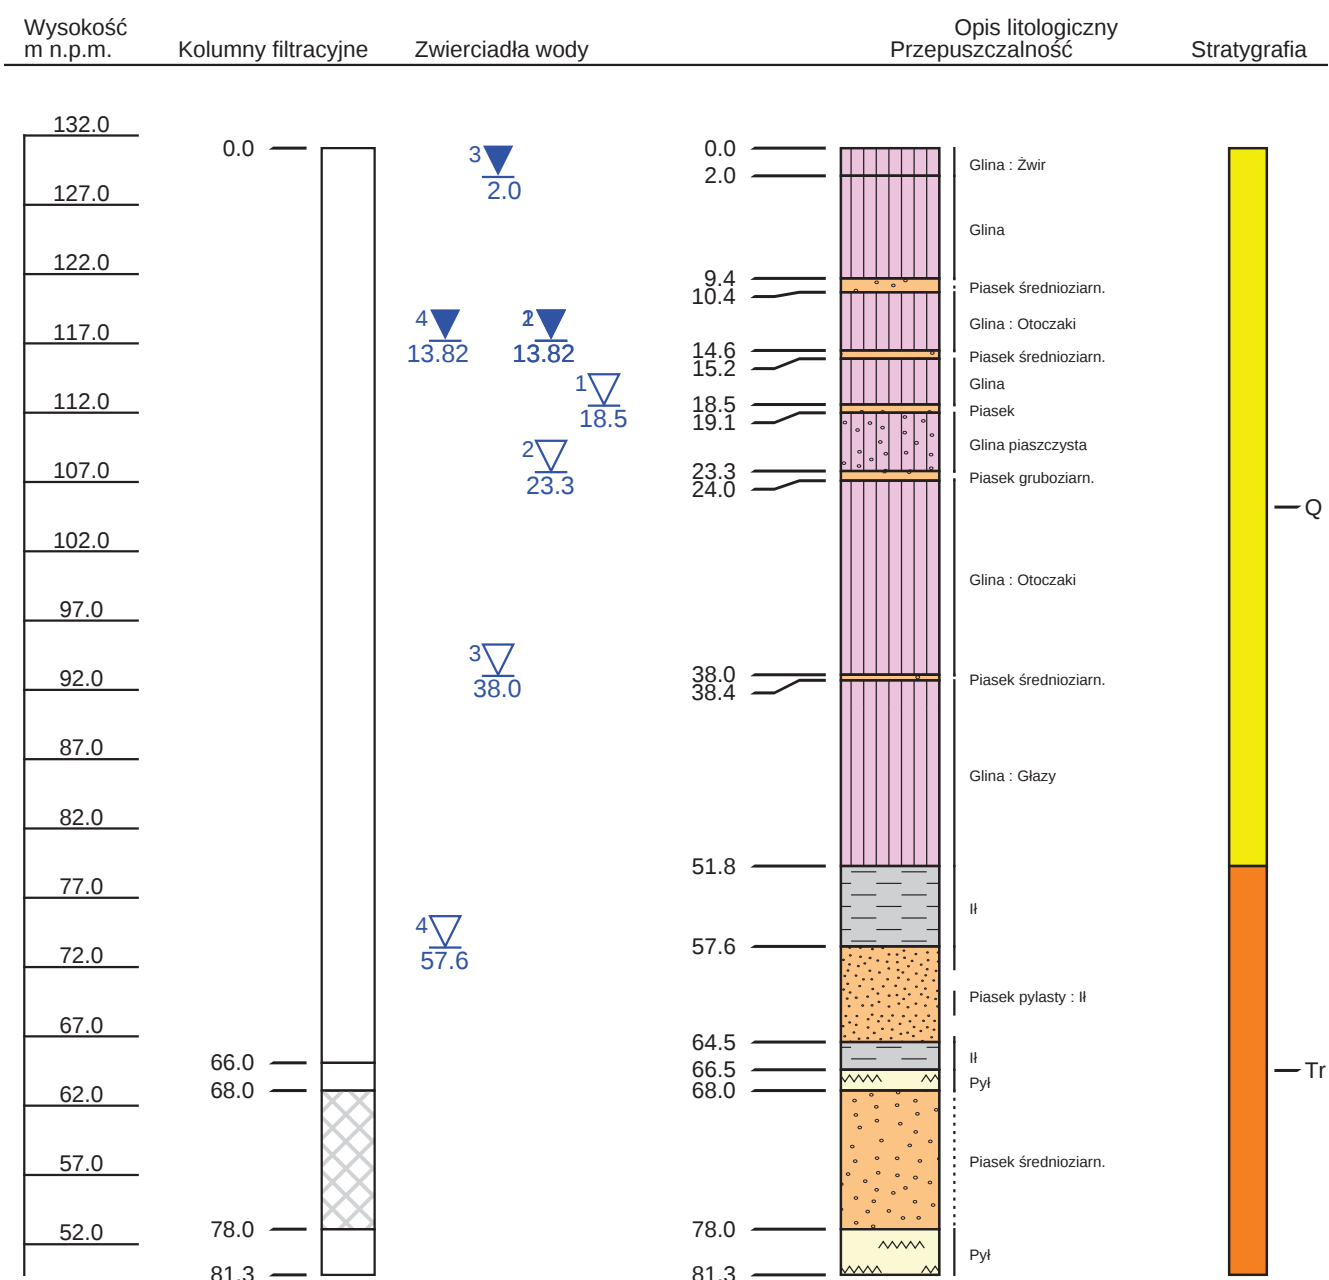 Wysokość
m n.p.m.
Kolumny filtracyjne
Zwierciadła wody
Opis litologiczny
Przepuszczalność
Stratygrafia
132.0
127.0
122.0
117.0
112.0
107.0
102.0
97.0
92.0
87.0
82.0
77.0
72.0
67.0
62.0
57.0
52.0
0.0
66.0
68.0
78.0
81.3
3
2.0
4
13.82
1
2
13.82
1
18.5
2
23.3
3
38.0
4
57.6
0.0
2.0
9.4
10.4
14.6
15.2
18.5
19.1
23.3
24.0
38.0
38.4
51.8
57.6
64.5
66.5
68.0
78.0
81.3
Glina : Żwir
Glina
Piasek średnioziarn.
Glina : Otoczaki
Piasek średnioziarn.
Glina
Piasek
Glina piaszczysta
Piasek gruboziarn.
Glina : Otoczaki
Piasek średnioziarn.
Glina : Głazy
Ił
Piasek pylasty : Ił
Ił
Pył
Piasek średnioziarn.
Pył
Q
Tr